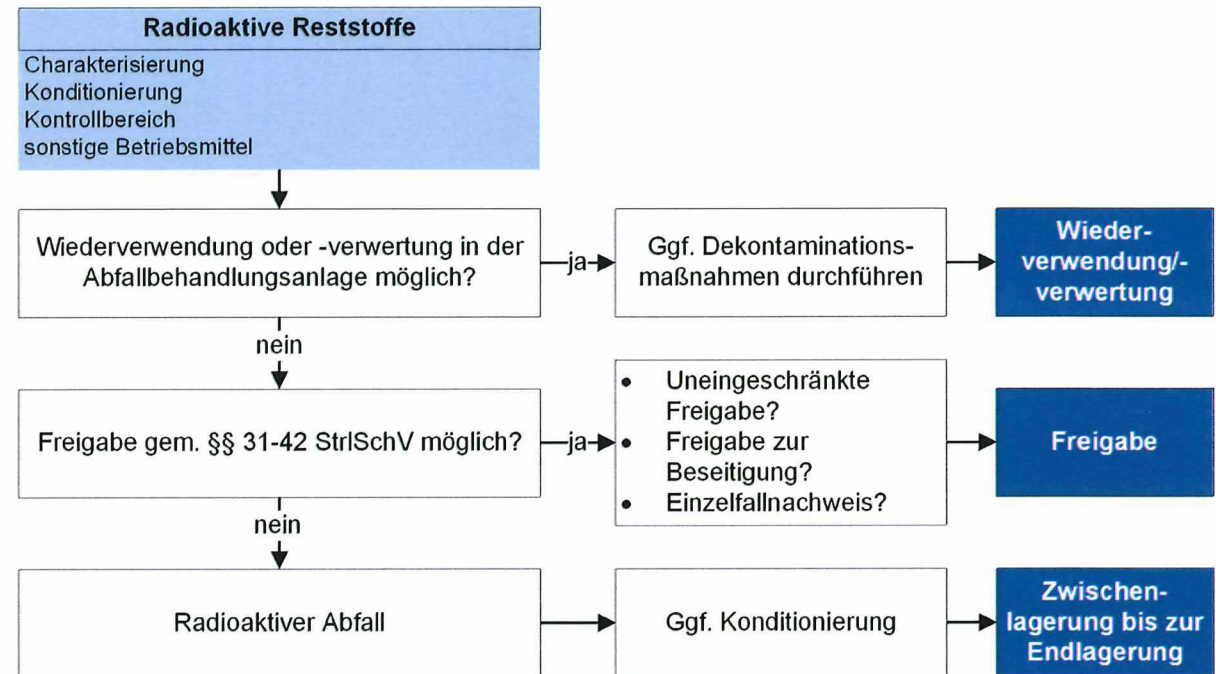 Radioaktive Reststoffe
Charakterisierung
Konditionierung
Kontrollbereich
sonstige Betriebsmittel
Wiederverwendung oder -verwertung in der
Abfallbehandlungsanlage möglich?
ja
Ggf. Dekontaminations-
maßnahmen durchführen
Wieder-
verwendung/-
verwertung
nein
Freigabe gem. §§ 31-42 StrlSchV möglich?
ja
• Uneingeschränkte
Freigabe?
• Freigabe zur
Beseitigung?
• Einzelfallnachweis?
Freigabe
nein
Radioaktiver Abfall
Ggf. Konditionierung
Zwischen-
lagerung bis zur
Endlagerung